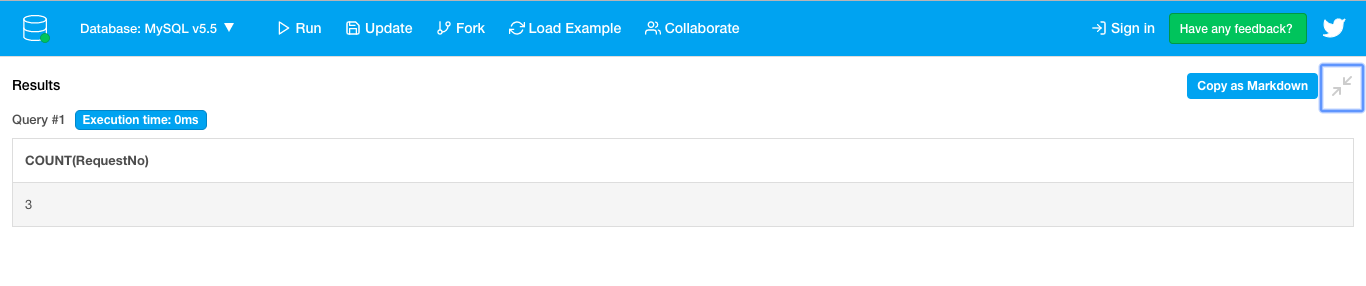 Database: MySQL v5.5 ▼ Run Update Fork Load Example Collaborate Sign in Have any feedback?
Results Copy as Markdown
Query #1 Execution time: 0ms
COUNT(RequestNo)
3